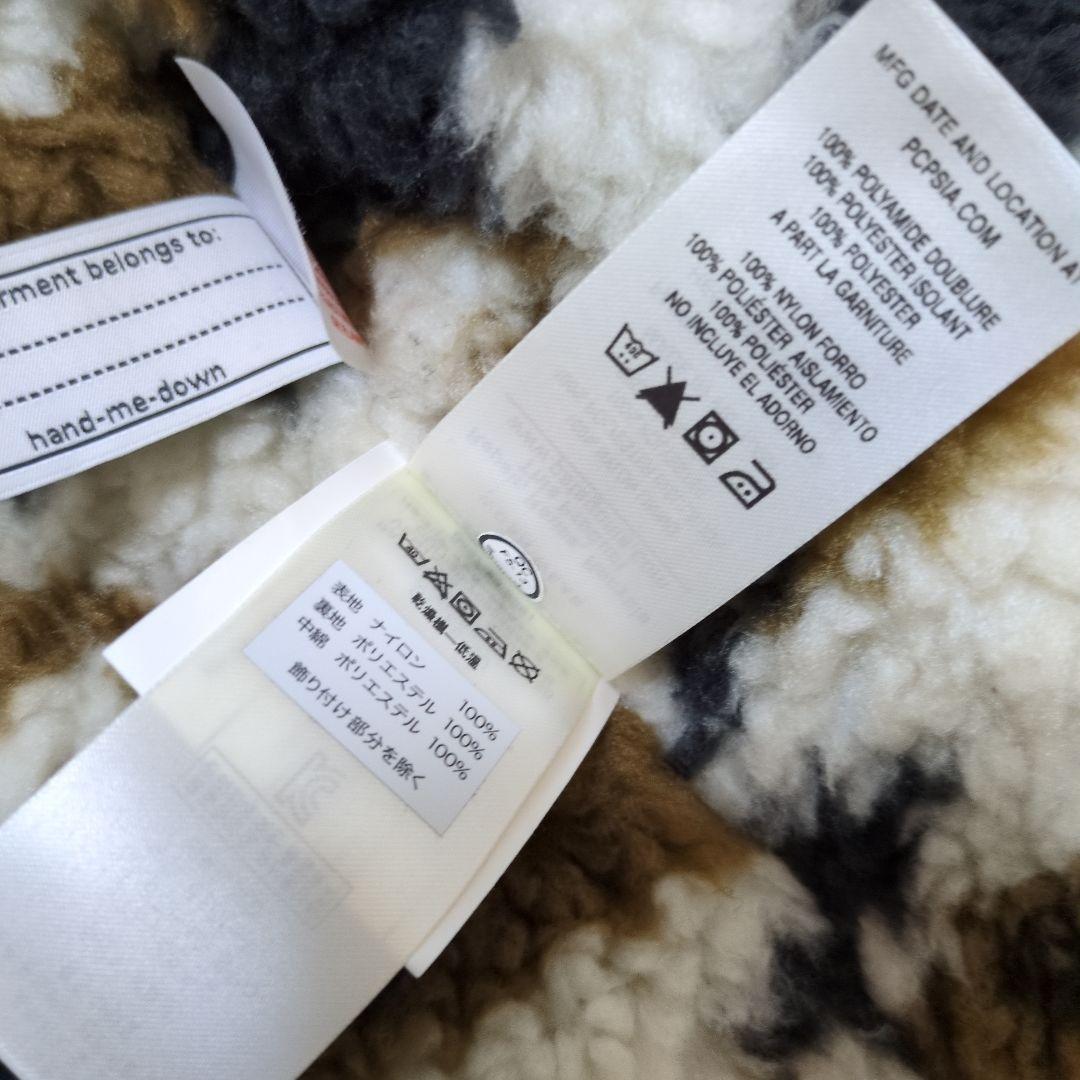 rment belongs to:
hand-me-down
MFG DATE AND LOCATION AT
PCPSIA.COM
100% POLYAMIDE DOUBLURE
100% POLYESTER ISOLANT
100% POLYESTER
A PART LA GARNITURE
100% NYLON FORRO
100% POLIÉSTER AISLAMIENTO
100% POLIÉSTER
NO INCLUYE EL ADORNO
乾燥機—低温
表地 ナイロン 100%
裏地 ポリエステル 100%
中綿 ポリエステル 100%
飾り付け部分を除く